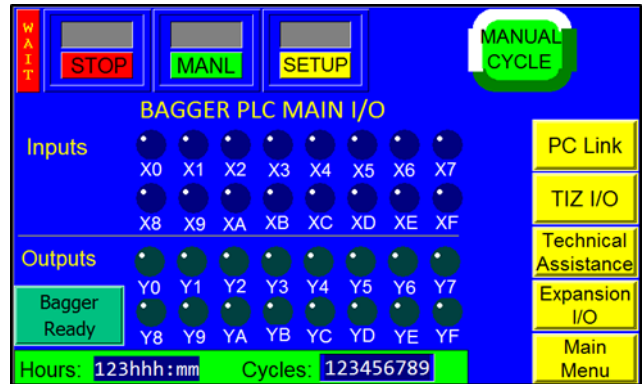 WAIT
STOP
MANL
SETUP
MANUAL
CYCLE
BAGGER PLC MAIN I/O
Inputs
X0 X1 X2 X3 X4 X5 X6 X7
X8 X9 XA XB XC XD XE XF
Outputs
Y0 Y1 Y2 Y3 Y4 Y5 Y6 Y7
Y8 Y9 YA YB YC YD YE YF
Bagger
Ready
PC Link
TIZ I/O
Technical
Assistance
Expansion
I/O
Main
Menu
Hours: 123hhh:mm Cycles: 123456789